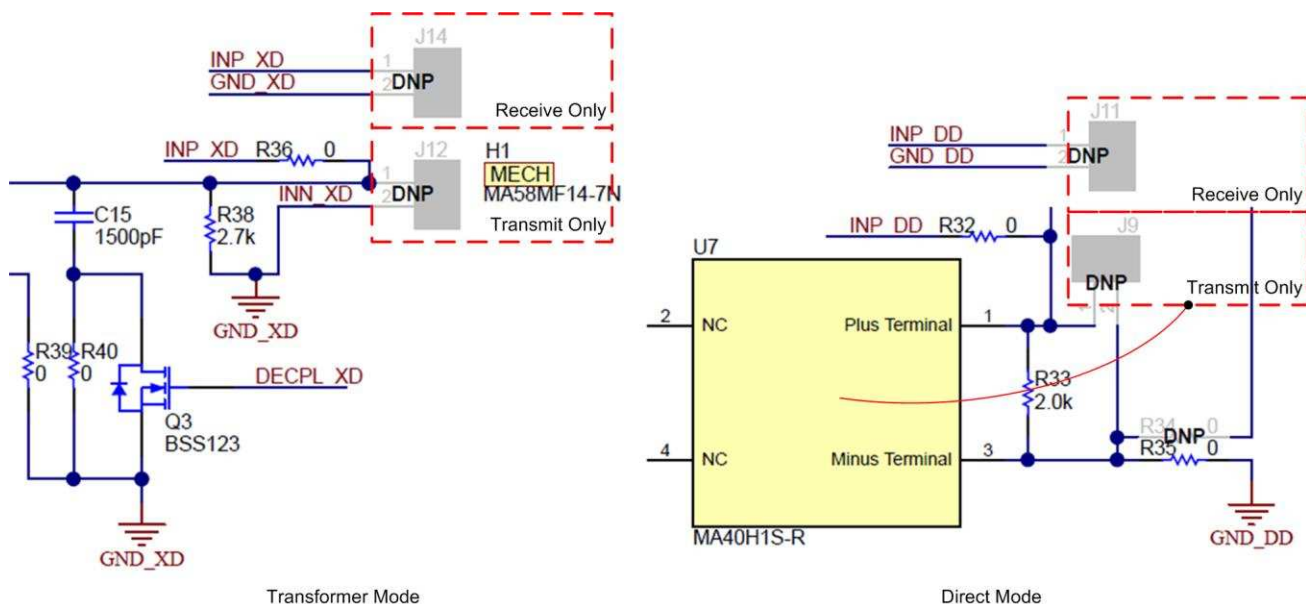 J14
INP_XD 1
GND_XD 2 DNP
Receive Only
INP_XD R36 0
J12
1
INN_XD 2 DNP
H1
MECH
MA58MF14-7N
Transmit Only
C15
1500pF
R38
2.7k
GND_XD
R39
0
R40
0
DECPL_XD
Q3
BSS123
GND_XD
Transformer Mode
J11
INP_DD 1
GND_DD 2 DNP
Receive Only
INP_DD R32 0
J9
DNP
Transmit Only
1 2
U7
2 NC Plus Terminal 1
R33
2.0k
4 NC Minus Terminal 3
R34 DNP 0
R35 0
MA40H1S-R
GND_DD
Direct Mode